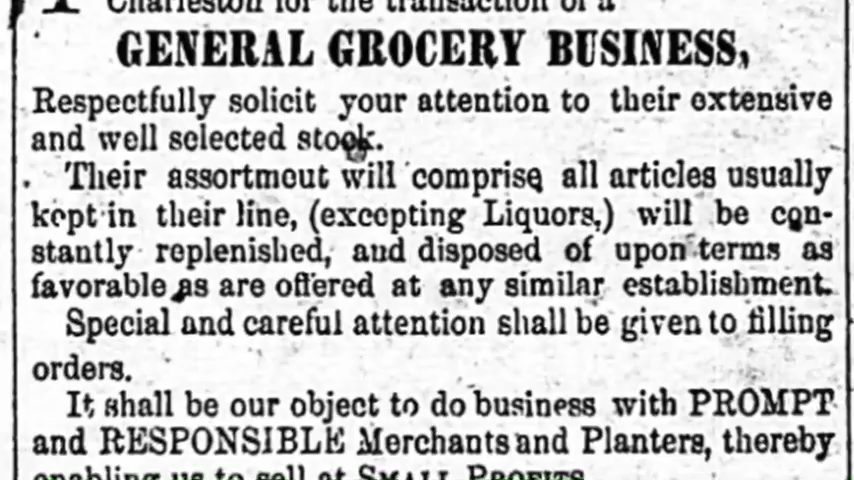 Charleston for the transaction of a
GENERAL GROCERY BUSINESS,
Respectfully solicit your attention to their extensive
and well selected stock.
Their assortment will comprise all articles usually
kept in their line, (excepting Liquors,) will be con-
stantly replenished, and disposed of upon terms as
favorable as are offered at any similar establishment.
Special and careful attention shall be given to filling
orders.
It shall be our object to do business with PROMPT
and RESPONSIBLE Merchants and Planters, thereby
enabling us to sell at SMALL PROFITS